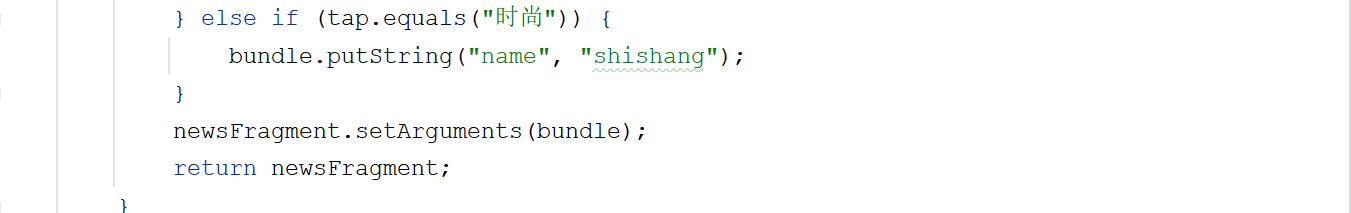 } else if (tap.equals("时尚")) {
bundle.putString("name", "shishang");
}
newsFragment.setArguments(bundle);
return newsFragment;
}